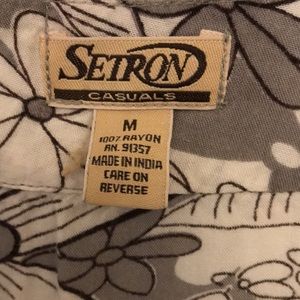 SETRON
CASUALS
M
100% RAYON
RN. 91357
MADE IN INDIA
CARE ON
REVERSE